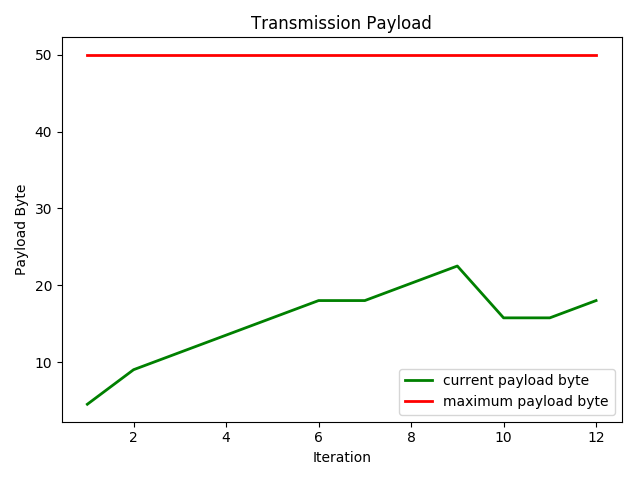 Transmission Payload
50
40
30
20
10
Payload Byte
2 4 6 8 10 12
Iteration
current payload byte
maximum payload byte